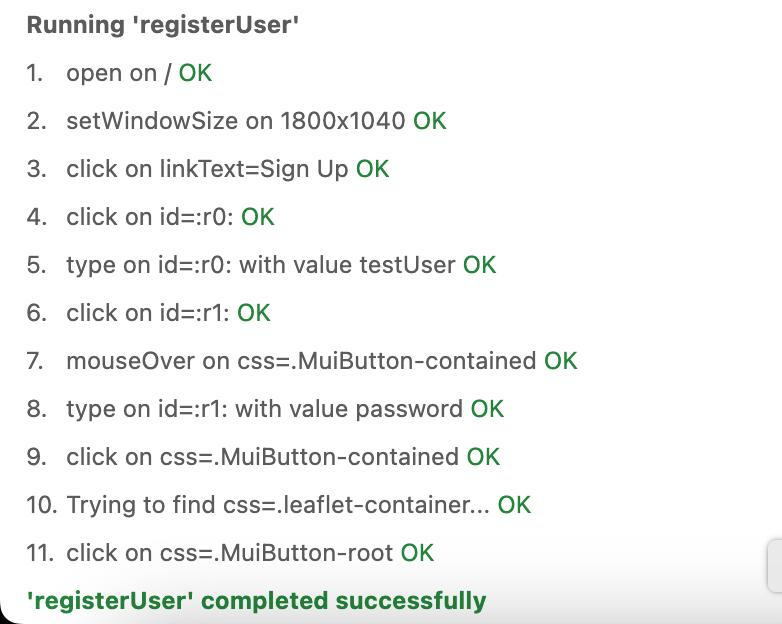 Running 'registerUser'
1. open on / OK
2. setWindowSize on 1800x1040 OK
3. click on linkText=Sign Up OK
4. click on id=:r0: OK
5. type on id=:r0: with value testUser OK
6. click on id=:r1: OK
7. mouseOver on css=.MuiButton-contained OK
8. type on id=:r1: with value password OK
9. click on css=.MuiButton-contained OK
10. Trying to find css=.leaflet-container... OK
11. click on css=.MuiButton-root OK
'registerUser' completed successfully